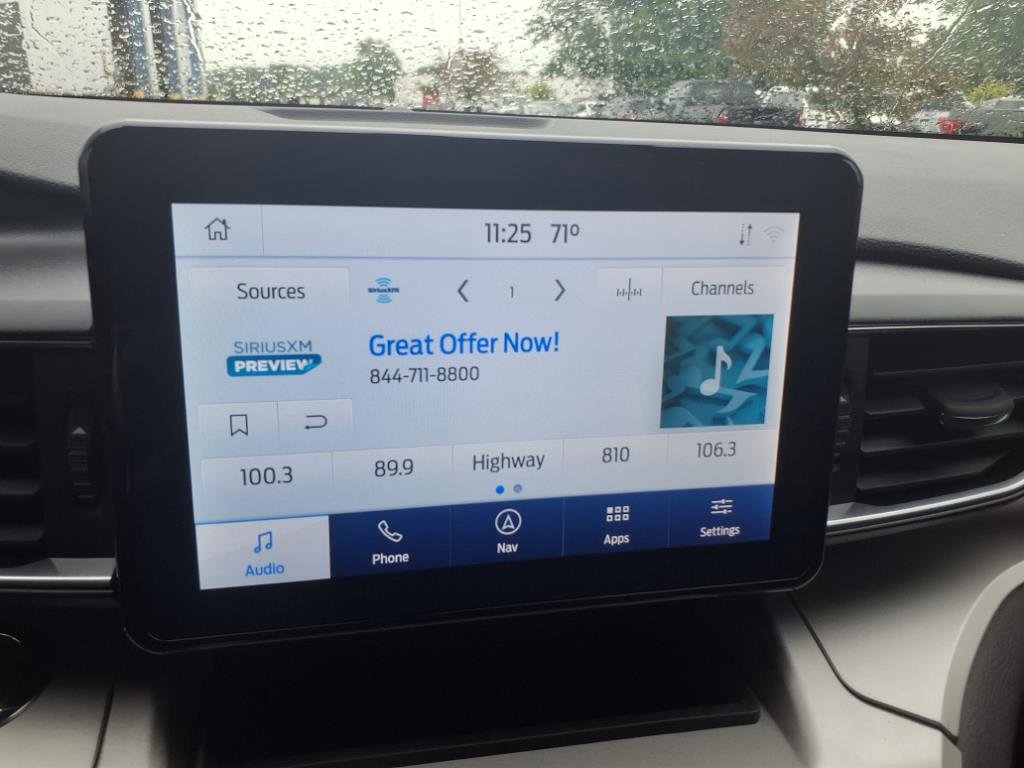 11:25 71°
Sources
SiriusXM
1
Channels
SIRIUSXM
PREVIEW
Great Offer Now!
844-711-8800
100.3
89.9
Highway
810
106.3
Audio
Phone
Nav
Apps
Settings